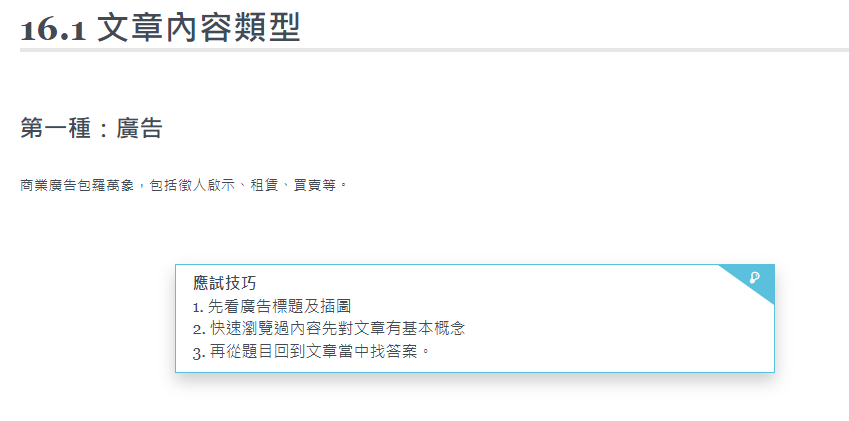 16.1 文章內容類型
第一種：廣告
商業廣告包羅萬象，包括徵人啟示、租賃、買賣等。
應試技巧
1. 先看廣告標題及插圖
2. 快速瀏覽過內容先對文章有基本概念
3. 再從題目回到文章當中找答案。